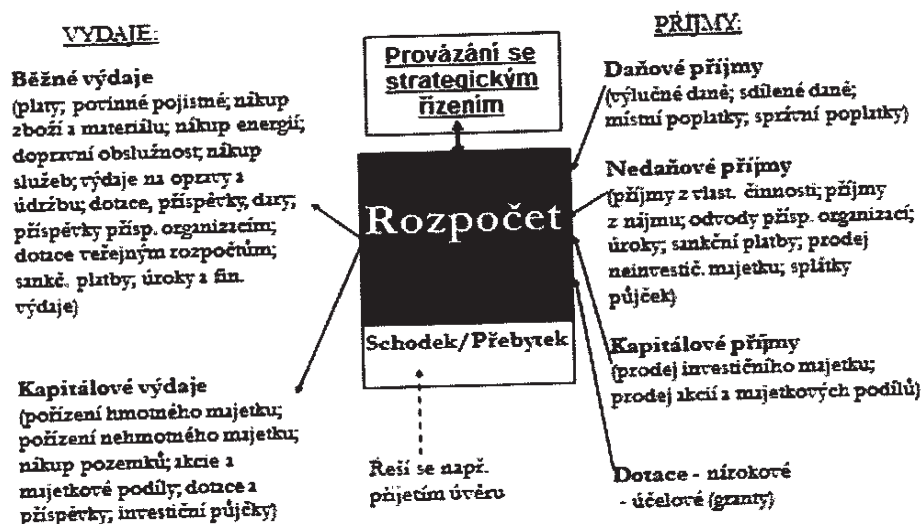 VÝDAJE:
Běžné výdaje
(platy; povinné pojistné; nákup
zboží a materiálu; nákup energií;
dopravní obslužnost; nákup
služeb; výdaje na opravy a
údržbu; dotace, příspěvky, dary;
příspěvky přísp. organizacím;
dotace veřejným rozpočtům;
sankč. platby; úroky a fin.
výdaje)
Kapitálové výdaje
(pořízení hmotného majetku;
pořízení nehmotného majetku;
nákup pozemků; akcie a
majetkové podíly; dotace a
příspěvky; investiční půjčky)
Provázání se
strategickým
řízením
Rozpočet
Schodek/Přebytek
Řeší se např.
přijetím úvěru
PŘÍJMY:
Daňové příjmy
(výlučné daně; sdílené daně;
místní poplatky; správní poplatky)
Nedaňové příjmy
(příjmy z vlast. činnosti; příjmy
z nájmu; odvody přísp. organizací;
úroky; sankční platby; prodej
neinvestič. majetku; splátky
půjček)
Kapitálové příjmy
(prodej investičního majetku;
prodej akcií a majetkových podílů)
Dotace - nárokové
- účelové (granty)